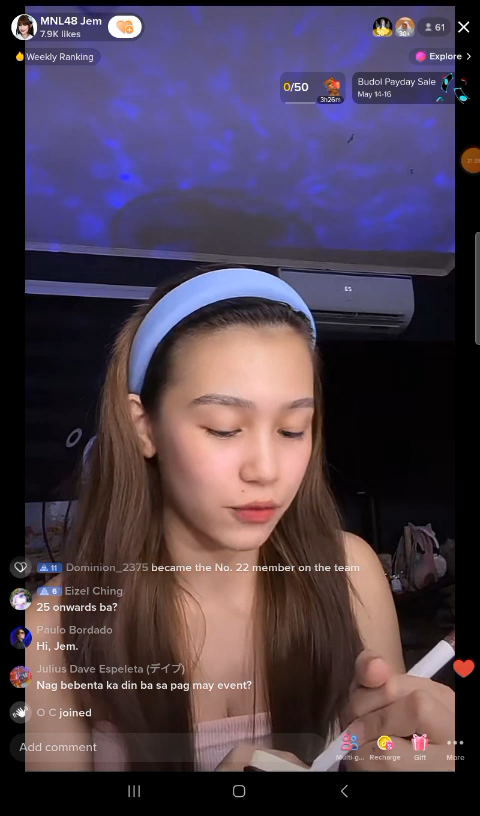 MNL48 Jem
7.9K likes
61
Weekly Ranking
Explore
0/50
3h26m
Budol Payday Sale
May 14-16
11 Dominion_2375 became the No. 22 member on the team
6 Eizel Ching
25 onwards ba?
Paulo Bordado
Hi, Jem.
Julius Dave Espeleta (デイブ)
Nag bebenta ka din ba sa pag may event?
O C joined
Add comment
Multi-g...
Recharge
Gift
More